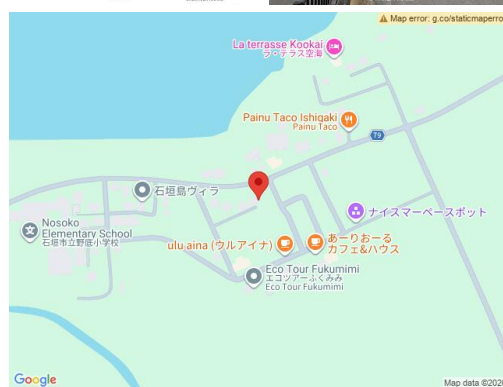 Map error: g.co/staticmaperro
La terrasse Kookai
ラ・テラス空海
Painu Taco Ishigaki
Painu Taco
79
石垣島ヴィラ
ナイスマーペースポット
Nosoko
Elementary School
石垣市立野底小学校
ulu aina (ウルアイナ)
あーりおーる
カフェ&ハウス
Eco Tour Fukumimi
エコツアーふくみみ
Eco Tour Fukumimi
Google
Map data ©202